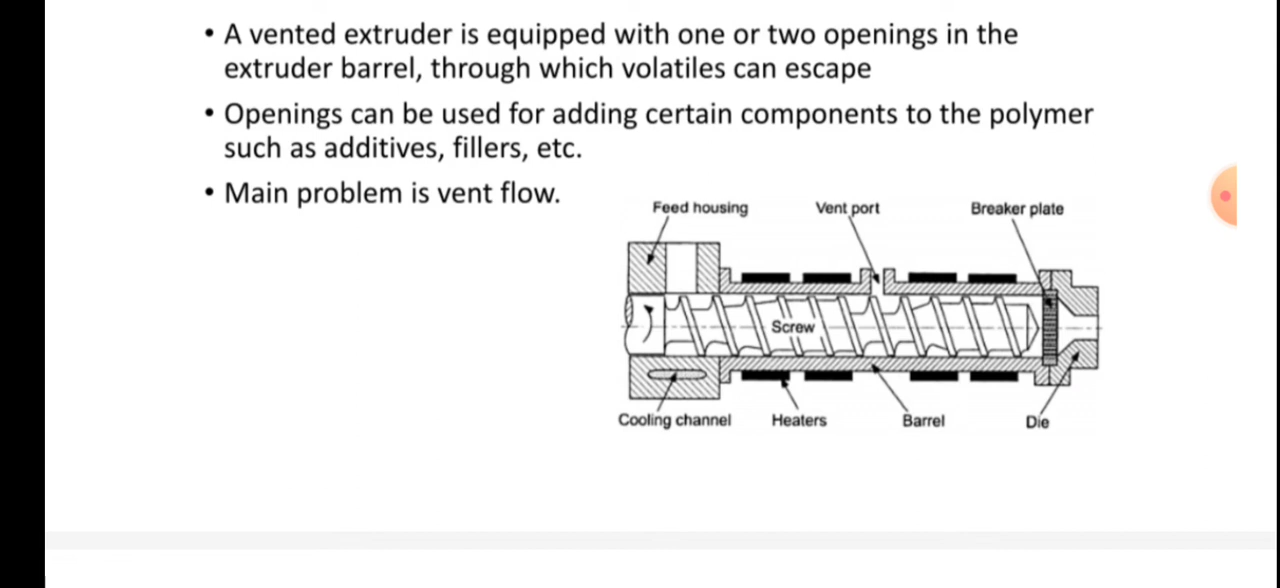 • A vented extruder is equipped with one or two openings in the
extruder barrel, through which volatiles can escape
• Openings can be used for adding certain components to the polymer
such as additives, fillers, etc.
• Main problem is vent flow.
Feed housing Vent port Breaker plate
Screw
Cooling channel Heaters Barrel Die